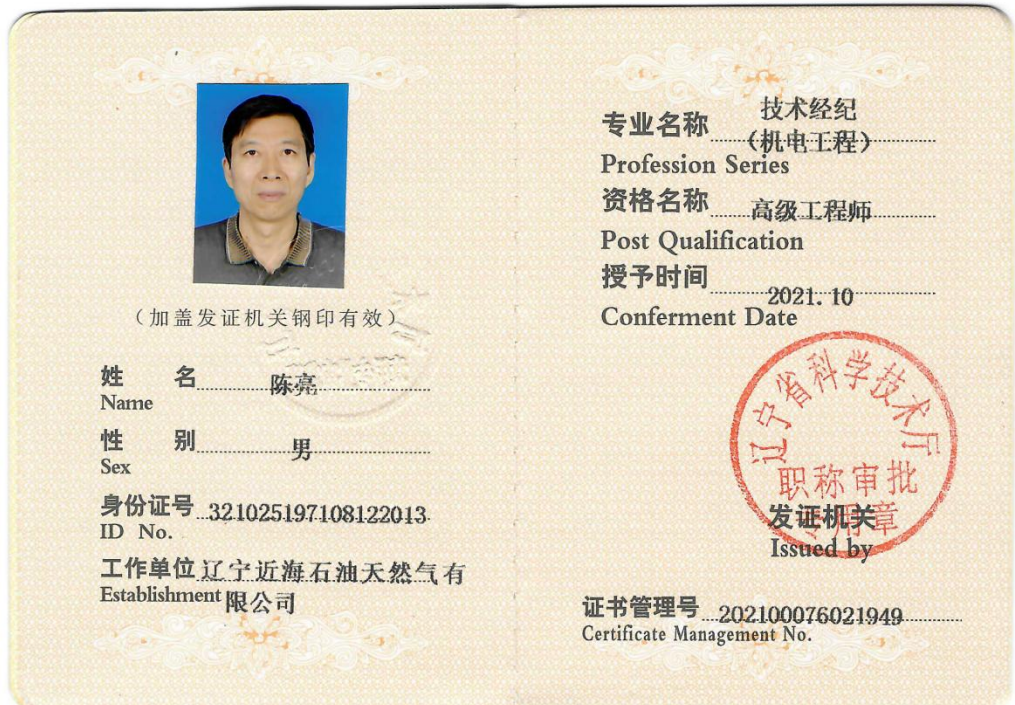 (加盖发证机关钢印有效)
姓 名 陈亮
Name
性 别 男
Sex
身份证号 321025197108122013
ID No.
工作单位 辽宁近海石油天然气有
Establishment 限公司
专业名称 技术经纪
(机电工程)
Profession Series
资格名称 高级工程师
Post Qualification
授予时间 2021.10
Conferment Date
辽宁省科学技术厅
职称审批
专用章
发证机关
Issued by
证书管理号 202100076021949
Certificate Management No.